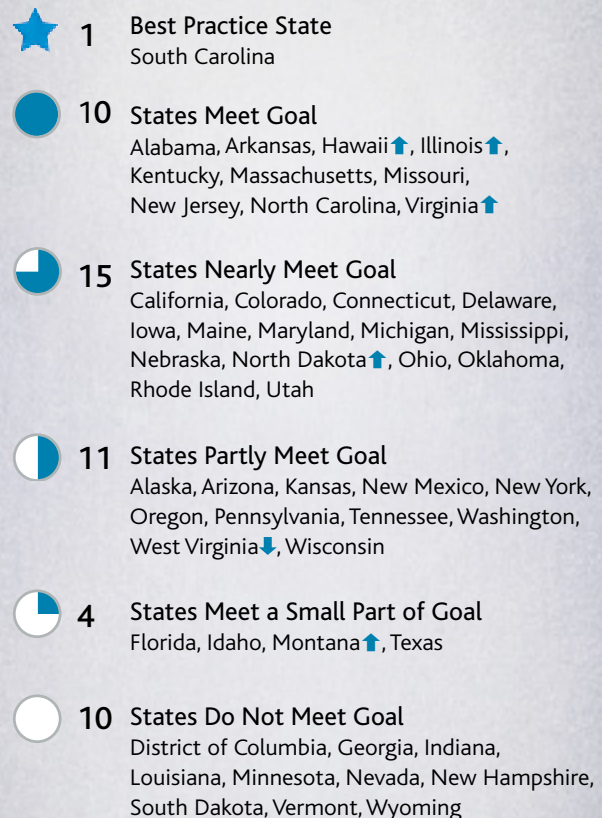 1 Best Practice State
South Carolina
10 States Meet Goal
Alabama, Arkansas, Hawaii⬆, Illinois⬆,
Kentucky, Massachusetts, Missouri,
New Jersey, North Carolina, Virginia⬆
15 States Nearly Meet Goal
California, Colorado, Connecticut, Delaware,
Iowa, Maine, Maryland, Michigan, Mississippi,
Nebraska, North Dakota⬆, Ohio, Oklahoma,
Rhode Island, Utah
11 States Partly Meet Goal
Alaska, Arizona, Kansas, New Mexico, New York,
Oregon, Pennsylvania, Tennessee, Washington,
West Virginia⬇, Wisconsin
4 States Meet a Small Part of Goal
Florida, Idaho, Montana⬆, Texas
10 States Do Not Meet Goal
District of Columbia, Georgia, Indiana,
Louisiana, Minnesota, Nevada, New Hampshire,
South Dakota, Vermont, Wyoming